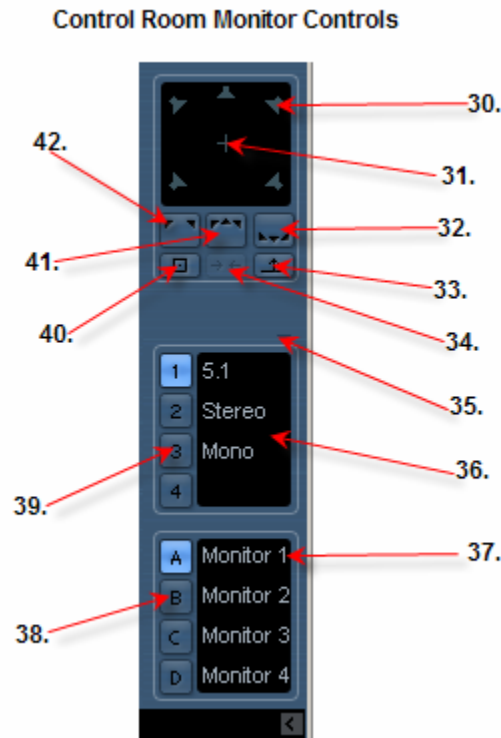 Control Room Monitor Controls
30.
42.
31.
32.
41.
33.
40.
34.
35.
1 5.1
2 Stereo
36.
3 Mono
39.
4
37.
A Monitor 1
B Monitor 2
38.
C Monitor 3
D Monitor 4
<